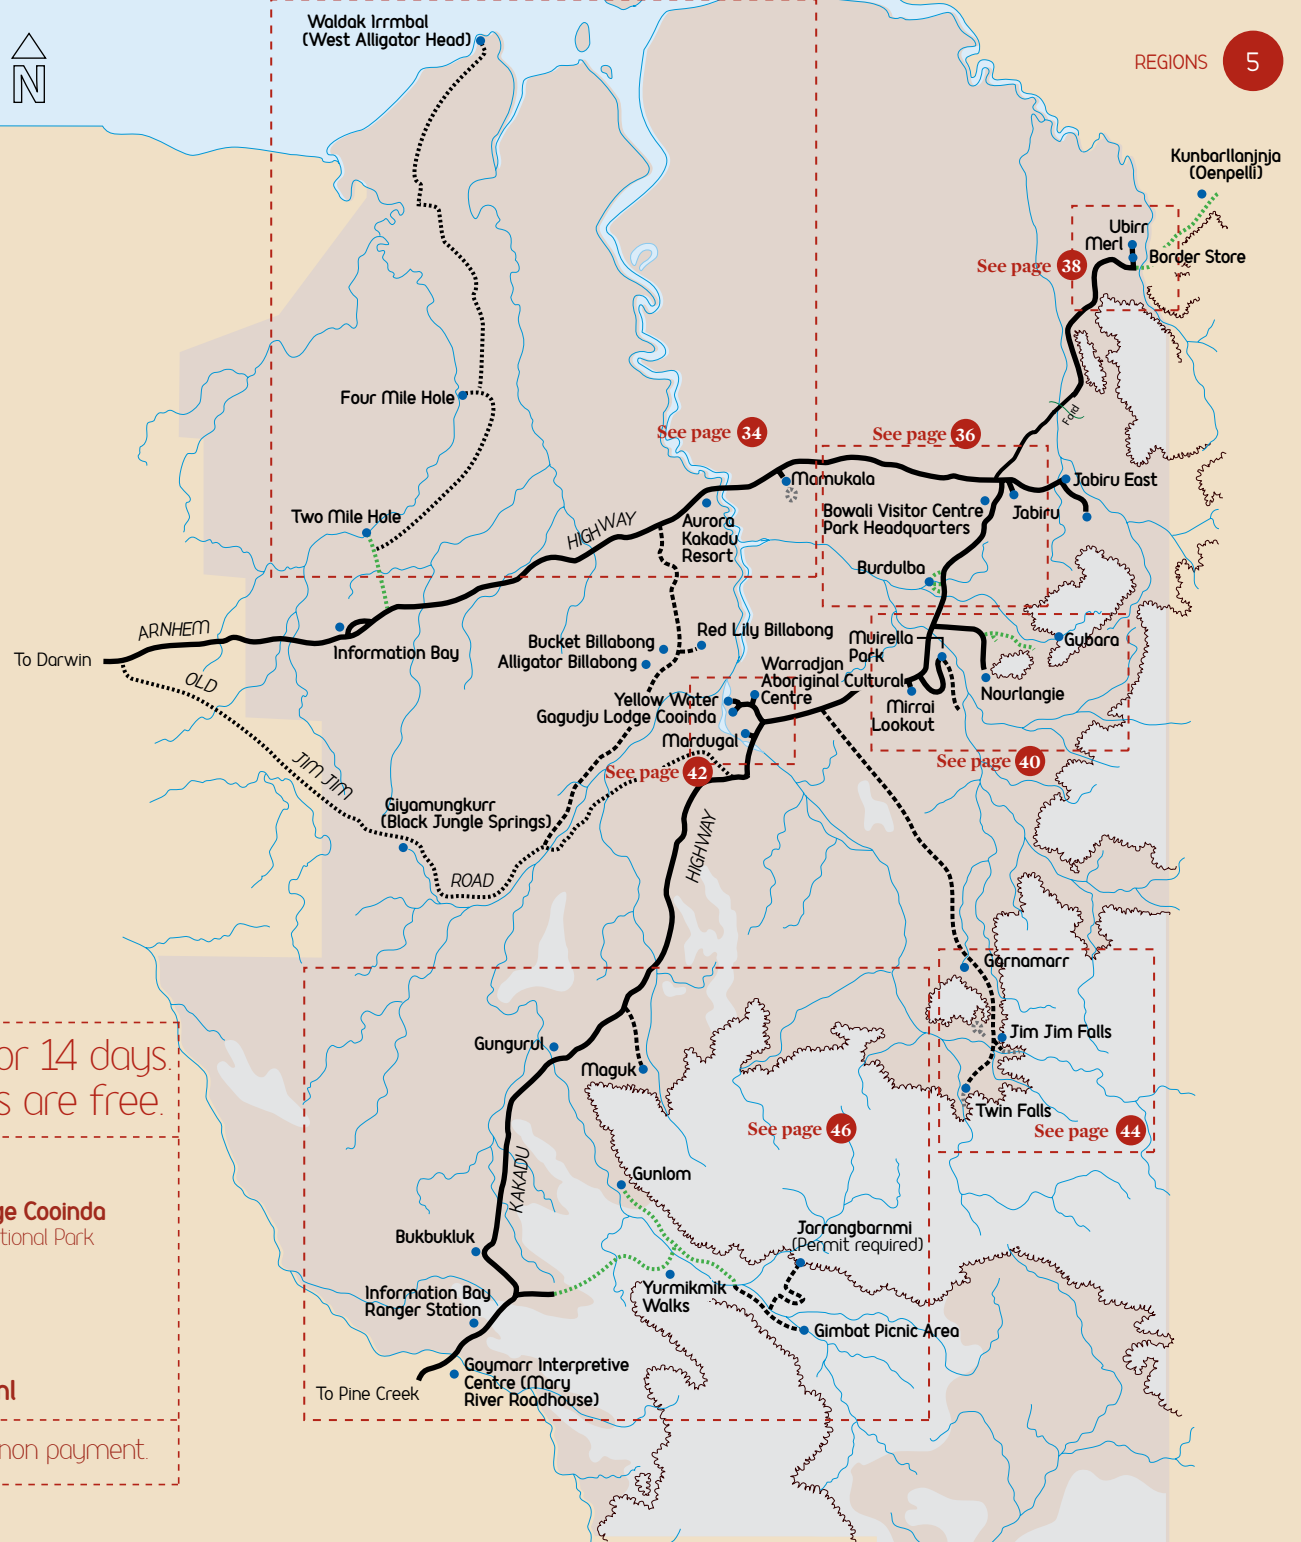 Waldak Irrmbal
(West Alligator Head)
N
REGIONS 5
Kunbarllanjnja
(Oenpelli)
Ubirr
Merl
Border Store
See page 38
Four Mile Hole
Ford
See page 34
See page 36
Mamukala
Jabiru East
Two Mile Hole
HIGHWAY
Aurora
Kakadu
Resort
Bowali Visitor Centre
Park Headquarters
Jabiru
Burdulba
ARNHEM
To Darwin
Information Bay
Bucket Billabong
Alligator Billabong
Red Lily Billabong
Muirella
Park
Gubara
Warradjan
Aboriginal Cultural
Centre
OLD
Yellow Water
Gagudju Lodge Cooinda
Nourlangie
Mirrai
Lookout
Mardugal
See page 42
See page 40
JIM JIM
Giyamungkurr
(Black Jungle Springs)
HIGHWAY
ROAD
Garnamarr
or 14 days.
s are free.
Gungurul
Jim Jim Falls
Maguk
Twin Falls
See page 46
See page 44
KAKADU
Gunlom
ge Cooinda
tional Park
Bukbukluk
Jarrangbarnmi
(Permit required)
Information Bay
Ranger Station
Yurmikmik
Walks
Gimbat Picnic Area
Goymarr Interpretive
Centre (Mary
River Roadhouse)
To Pine Creek
nl
non payment.